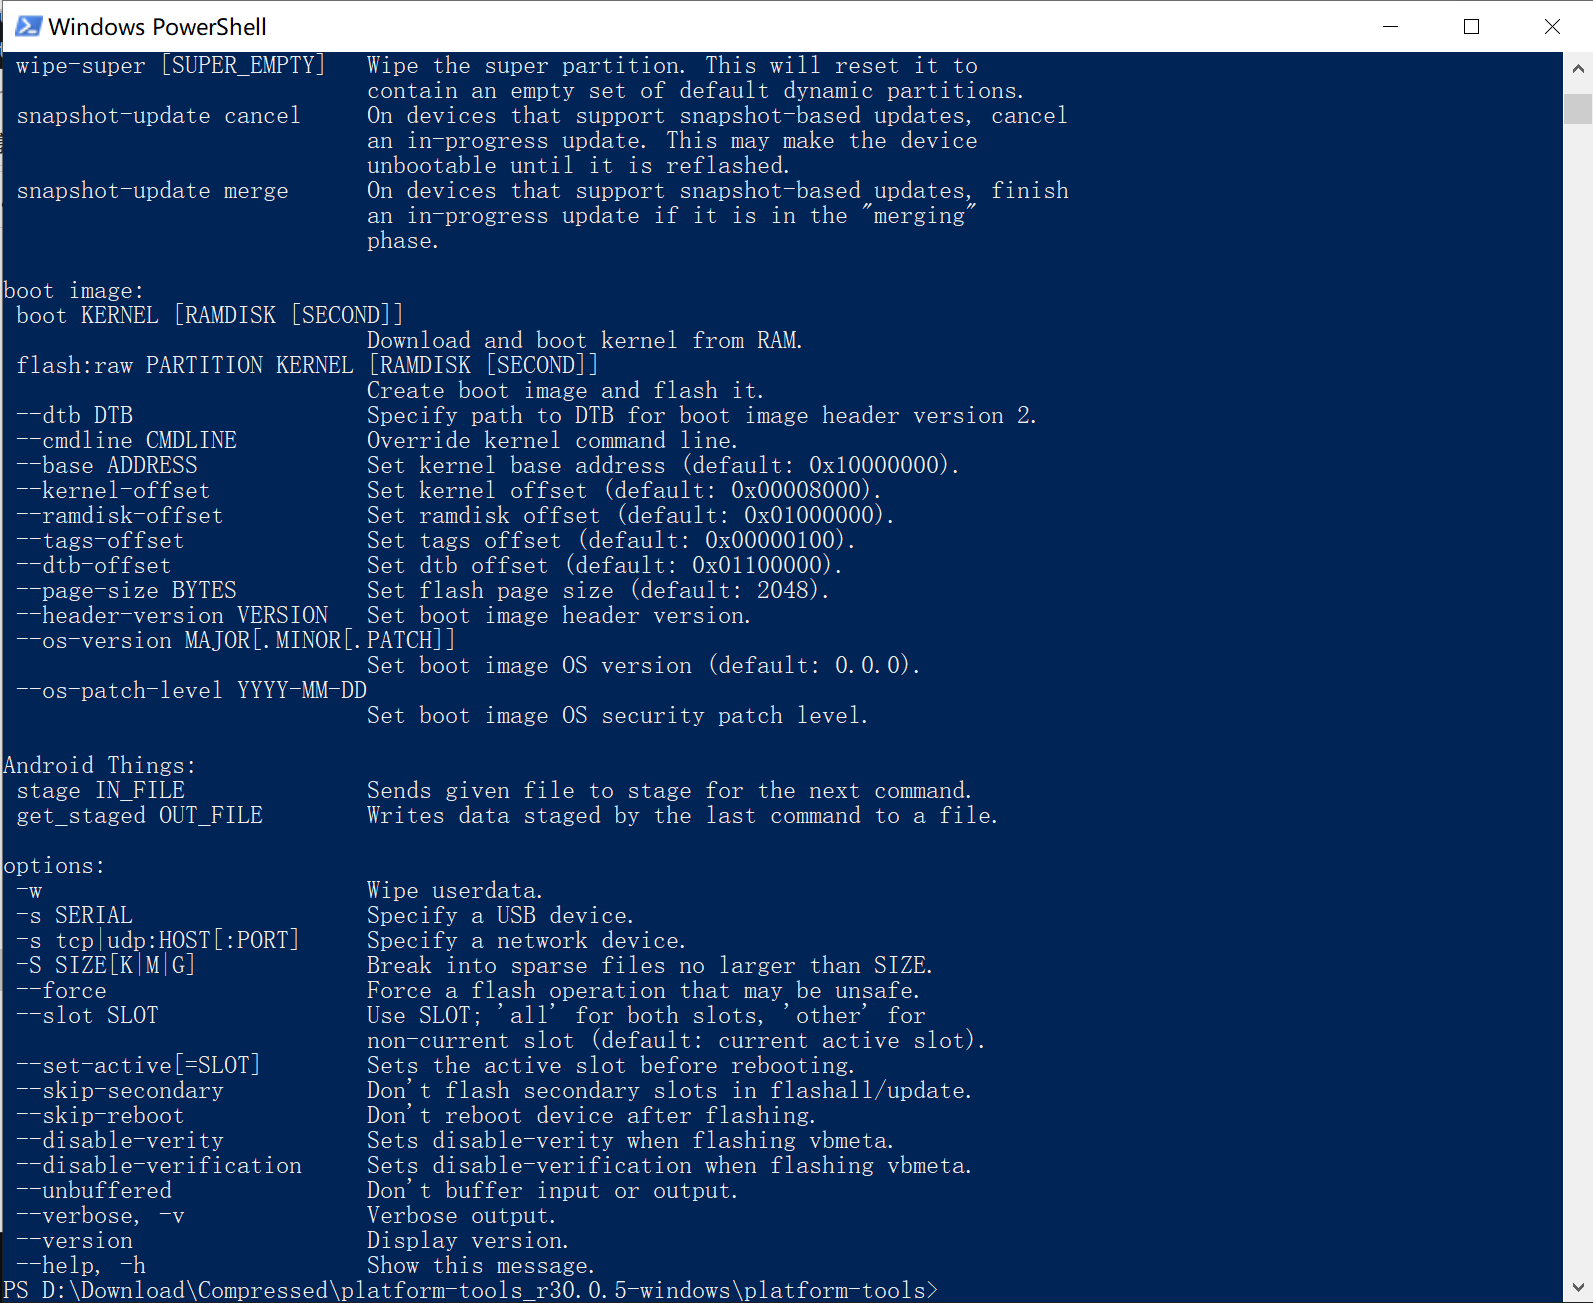 Windows PowerShell
wipe-super [SUPER_EMPTY]   Wipe the super partition. This will reset it to
contain an empty set of default dynamic partitions.
snapshot-update cancel     On devices that support snapshot-based updates, cancel
an in-progress update. This may make the device
unbootable until it is reflashed.
snapshot-update merge      On devices that support snapshot-based updates, finish
an in-progress update if it is in the "merging"
phase.
boot image:
boot KERNEL [RAMDISK [SECOND]]
Download and boot kernel from RAM.
flash:raw PARTITION KERNEL [RAMDISK [SECOND]]
Create boot image and flash it.
--dtb DTB                  Specify path to DTB for boot image header version 2.
--cmdline CMDLINE          Override kernel command line.
--base ADDRESS             Set kernel base address (default: 0x10000000).
--kernel-offset            Set kernel offset (default: 0x00008000).
--ramdisk-offset           Set ramdisk offset (default: 0x01000000).
--tags-offset              Set tags offset (default: 0x00000100).
--dtb-offset               Set dtb offset (default: 0x01100000).
--page-size BYTES          Set flash page size (default: 2048).
--header-version VERSION   Set boot image header version.
--os-version MAJOR[.MINOR[.PATCH]]
Set boot image OS version (default: 0.0.0).
--os-patch-level YYYY-MM-DD
Set boot image OS security patch level.
Android Things:
stage IN_FILE              Sends given file to stage for the next command.
get_staged OUT_FILE        Writes data staged by the last command to a file.
options:
-w                         Wipe userdata.
-s SERIAL                  Specify a USB device.
-s tcp|udp:HOST[:PORT]     Specify a network device.
-S SIZE[K|M|G]             Break into sparse files no larger than SIZE.
--force                    Force a flash operation that may be unsafe.
--slot SLOT                Use SLOT; 'all' for both slots, 'other' for
non-current slot (default: current active slot).
--set-active[=SLOT]        Sets the active slot before rebooting.
--skip-secondary           Don't flash secondary slots in flashall/update.
--skip-reboot              Don't reboot device after flashing.
--disable-verity           Sets disable-verity when flashing vbmeta.
--disable-verification     Sets disable-verification when flashing vbmeta.
--unbuffered               Don't buffer input or output.
--verbose, -v              Verbose output.
--version                  Display version.
--help, -h                 Show this message.
PS D:\Download\Compressed\platform-tools_r30.0.5-windows\platform-tools>